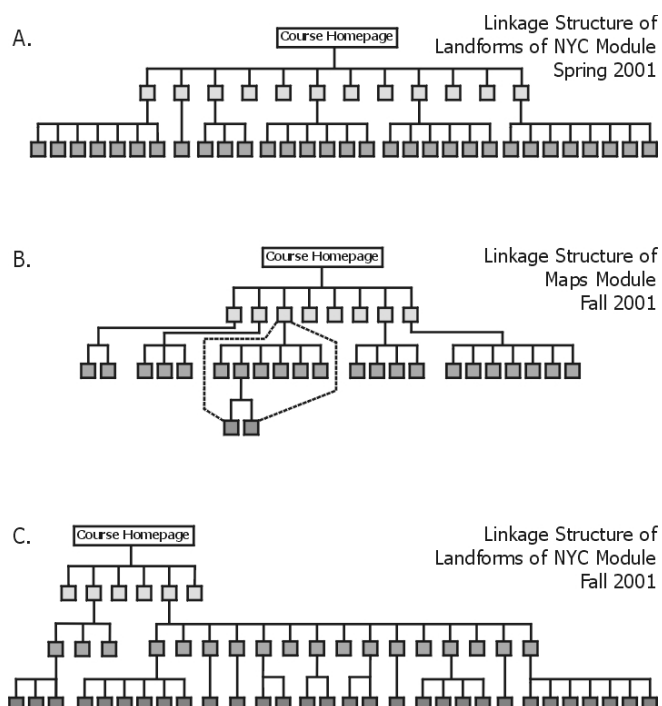 A.
Course Homepage
Linkage Structure of
Landforms of NYC Module
Spring 2001
B.
Course Homepage
Linkage Structure of
Maps Module
Fall 2001
C.
Course Homepage
Linkage Structure of
Landforms of NYC Module
Fall 2001